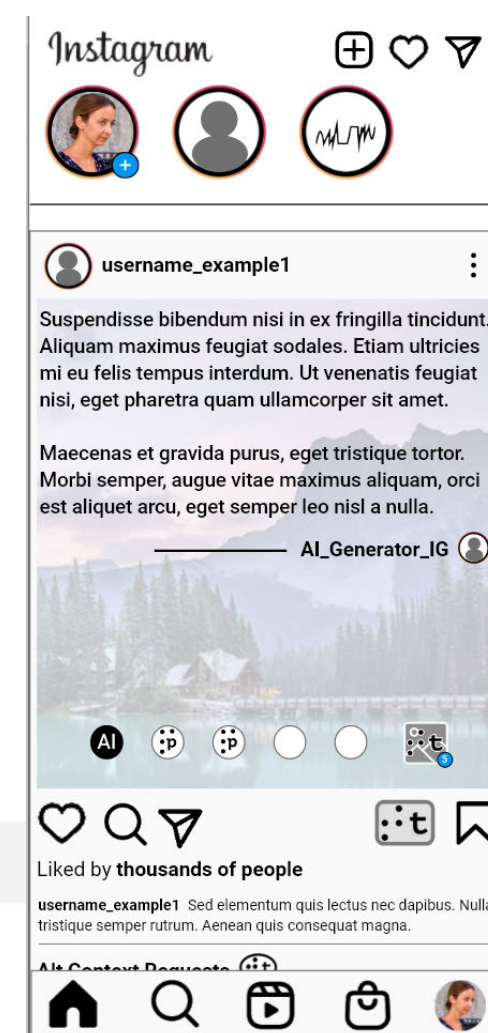 Instagram
username_example1
Suspendisse bibendum nisi in ex fringilla tincidunt.
Aliquam maximus feugiat sodales. Etiam ultricies
mi eu felis tempus interdum. Ut venenatis feugiat
nisi, eget pharetra quam ullamcorper sit amet.
Maecenas et gravida purus, eget tristique tortor.
Morbi semper, augue vitae maximus aliquam, orci
est aliquet arcu, eget semper leo nisl a nulla.
AI_Generator_IG
AI :p :p t 5
t
Liked by thousands of people
username_example1 Sed elementum quis lectus nec dapibus. Nulla
tristique semper rutrum. Aenean quis consequat magna.
Alt Context Requests t